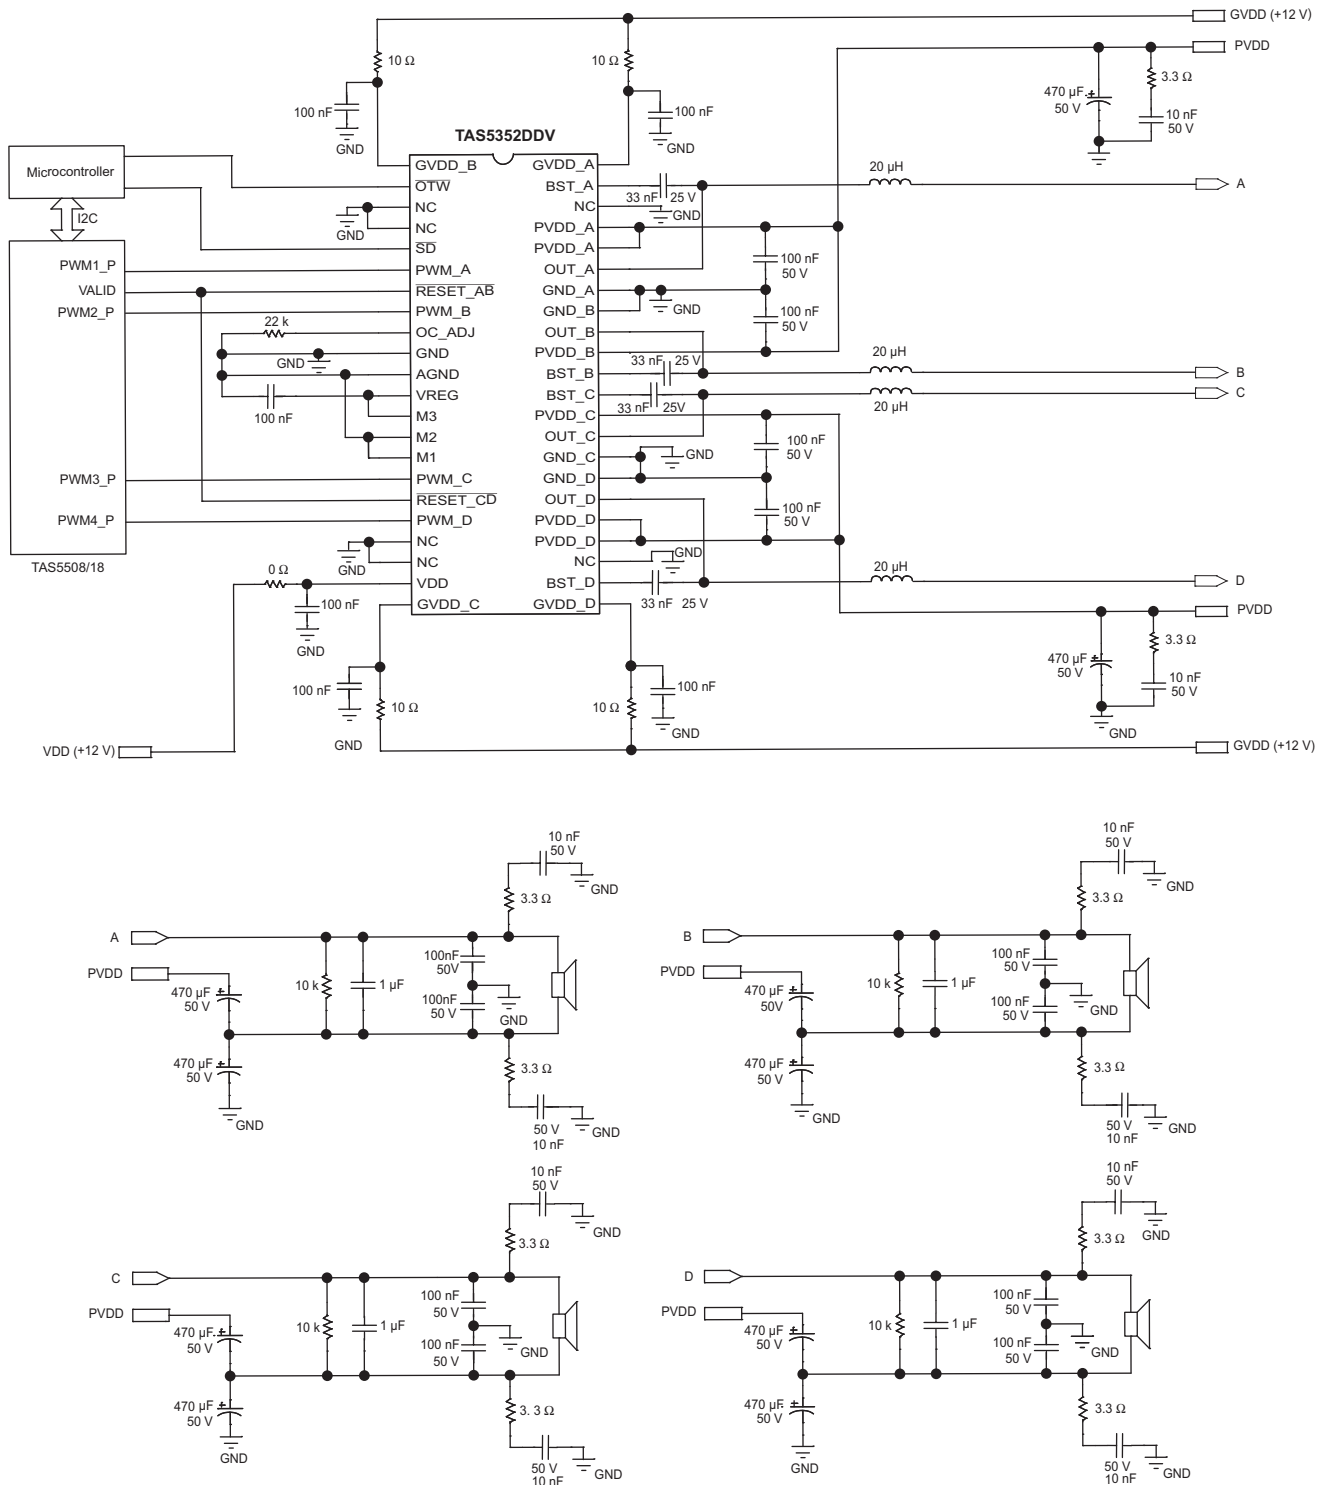 GVDD (+12 V)
PVDD
10 Ω
10 Ω
3.3 Ω
470 µF
50 V
10 nF
50 V
100 nF
GND
100 nF
GND
TAS5352DDV
Microcontroller
I2C
GVDD_B
OTW
NC
NC
SD
PWM_A
RESET_AB
PWM_B
OC_ADJ
GND
AGND
VREG
M3
M2
M1
PWM_C
RESET_CD
PWM_D
NC
NC
VDD
GVDD_C
GVDD_A
BST_A
NC
PVDD_A
PVDD_A
OUT_A
GND_A
GND_B
OUT_B
PVDD_B
BST_B
BST_C
PVDD_C
OUT_C
GND_C
GND_D
OUT_D
PVDD_D
PVDD_D
NC
BST_D
GVDD_D
PWM1_P
VALID
PWM2_P
PWM3_P
PWM4_P
TAS5508/18
GND
22 k
GND
100 nF
GND
0 Ω
100 nF
GND
33 nF 25 V
GND
20 µH
A
100 nF
50 V
GND
100 nF
50 V
33 nF 25 V
20 µH
B
33 nF 25V
20 µH
C
100 nF
50 V
GND
100 nF
50 V
GND
33 nF 25 V
20 µH
D
PVDD
3.3 Ω
470 µF
50 V
10 nF
50 V
GND
100 nF
10 Ω
GND
10 Ω
100 nF
GND
VDD (+12 V)
GVDD (+12 V)
10 nF
50 V
GND
3.3 Ω
A
PVDD
470 µF
50 V
10 k
1 µF
100nF
50V
100nF
50 V
GND
470 µF
50 V
GND
3.3 Ω
50 V
10 nF
GND
10 nF
50 V
GND
3.3 Ω
B
PVDD
470 µF
50V
10 k
1 µF
100 nF
50 V
100 nF
50 V
GND
470 µF
50 V
GND
3.3 Ω
50 V
10 nF
GND
10 nF
50 V
GND
3.3 Ω
C
PVDD
470 µF
50 V
10 k
1 µF
100 nF
50 V
100 nF
50 V
GND
470 µF
50 V
GND
3. 3 Ω
50 V
10 nF
GND
10 nF
50 V
GND
3.3 Ω
D
PVDD
470 µF
50 V
10 k
1 µF
100 nF
50 V
100 nF
50 V
GND
470 µF
50 V
GND
3.3 Ω
50 V
10 nF
GND